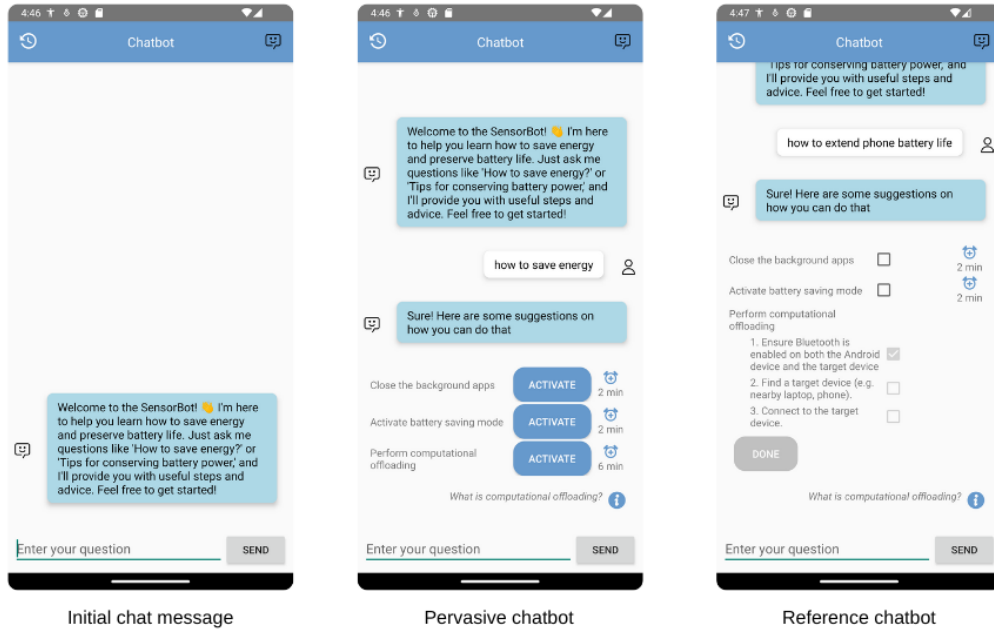 4:46
Chatbot
Welcome to the SensorBot! 👋 I'm here
to help you learn how to save energy
and preserve battery life. Just ask me
questions like 'How to save energy?' or
'Tips for conserving battery power,' and
I'll provide you with useful steps and
advice. Feel free to get started!
Enter your question
SEND
Initial chat message
4:46
Chatbot
Welcome to the SensorBot! 👋 I'm here
to help you learn how to save energy
and preserve battery life. Just ask me
questions like 'How to save energy?' or
'Tips for conserving battery power,' and
I'll provide you with useful steps and
advice. Feel free to get started!
how to save energy
Sure! Here are some suggestions on
how you can do that
Close the background apps
ACTIVATE
2 min
Activate battery saving mode
ACTIVATE
2 min
Perform computational
offloading
ACTIVATE
6 min
What is computational offloading?
Enter your question
SEND
Pervasive chatbot
4:47
Chatbot
'Tips for conserving battery power, and
I'll provide you with useful steps and
advice. Feel free to get started!
how to extend phone battery life
Sure! Here are some suggestions on
how you can do that
Close the background apps
2 min
Activate battery saving mode
2 min
Perform computational
offloading
1. Ensure Bluetooth is
enabled on both the Android
device and the target device
2. Find a target device (e.g.
nearby laptop, phone).
3. Connect to the target
device.
DONE
What is computational offloading?
Enter your question
SEND
Reference chatbot